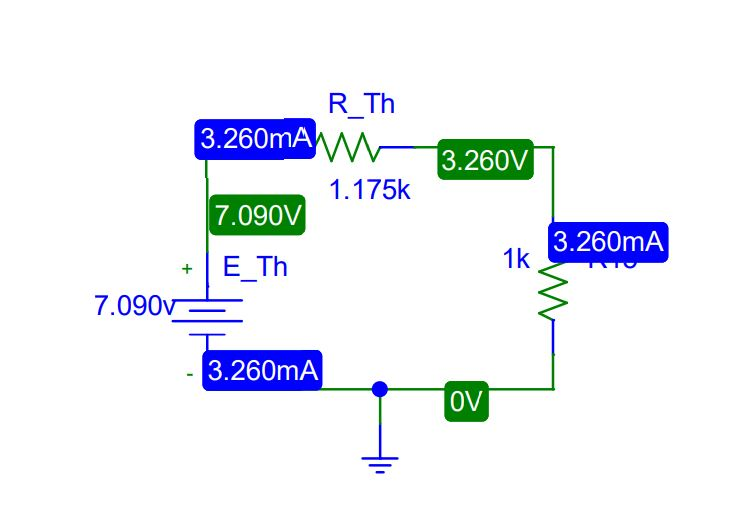 R_Th
3.260mA
3.260V
1.175k
7.090V
3.260mA
1k
E_Th
+
7.090v
3.260mA
-
0V